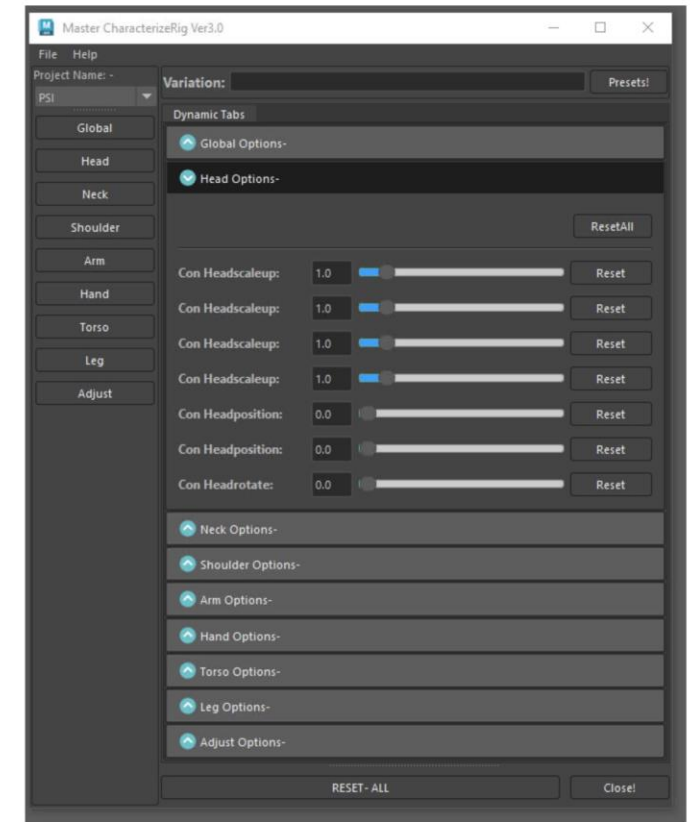 Master CharacterizeRig Ver3.0
File Help
Project Name: -
PSI
Global
Head
Neck
Shoulder
Arm
Hand
Torso
Leg
Adjust
Variation: Presets!
Dynamic Tabs
Global Options-
Head Options-
ResetAll
Con Headscaleup: 1.0 Reset
Con Headscaleup: 1.0 Reset
Con Headscaleup: 1.0 Reset
Con Headscaleup: 1.0 Reset
Con Headposition: 0.0 Reset
Con Headposition: 0.0 Reset
Con Headrotate: 0.0 Reset
Neck Options-
Shoulder Options-
Arm Options-
Hand Options-
Torso Options-
Leg Options-
Adjust Options-
RESET- ALL Close!